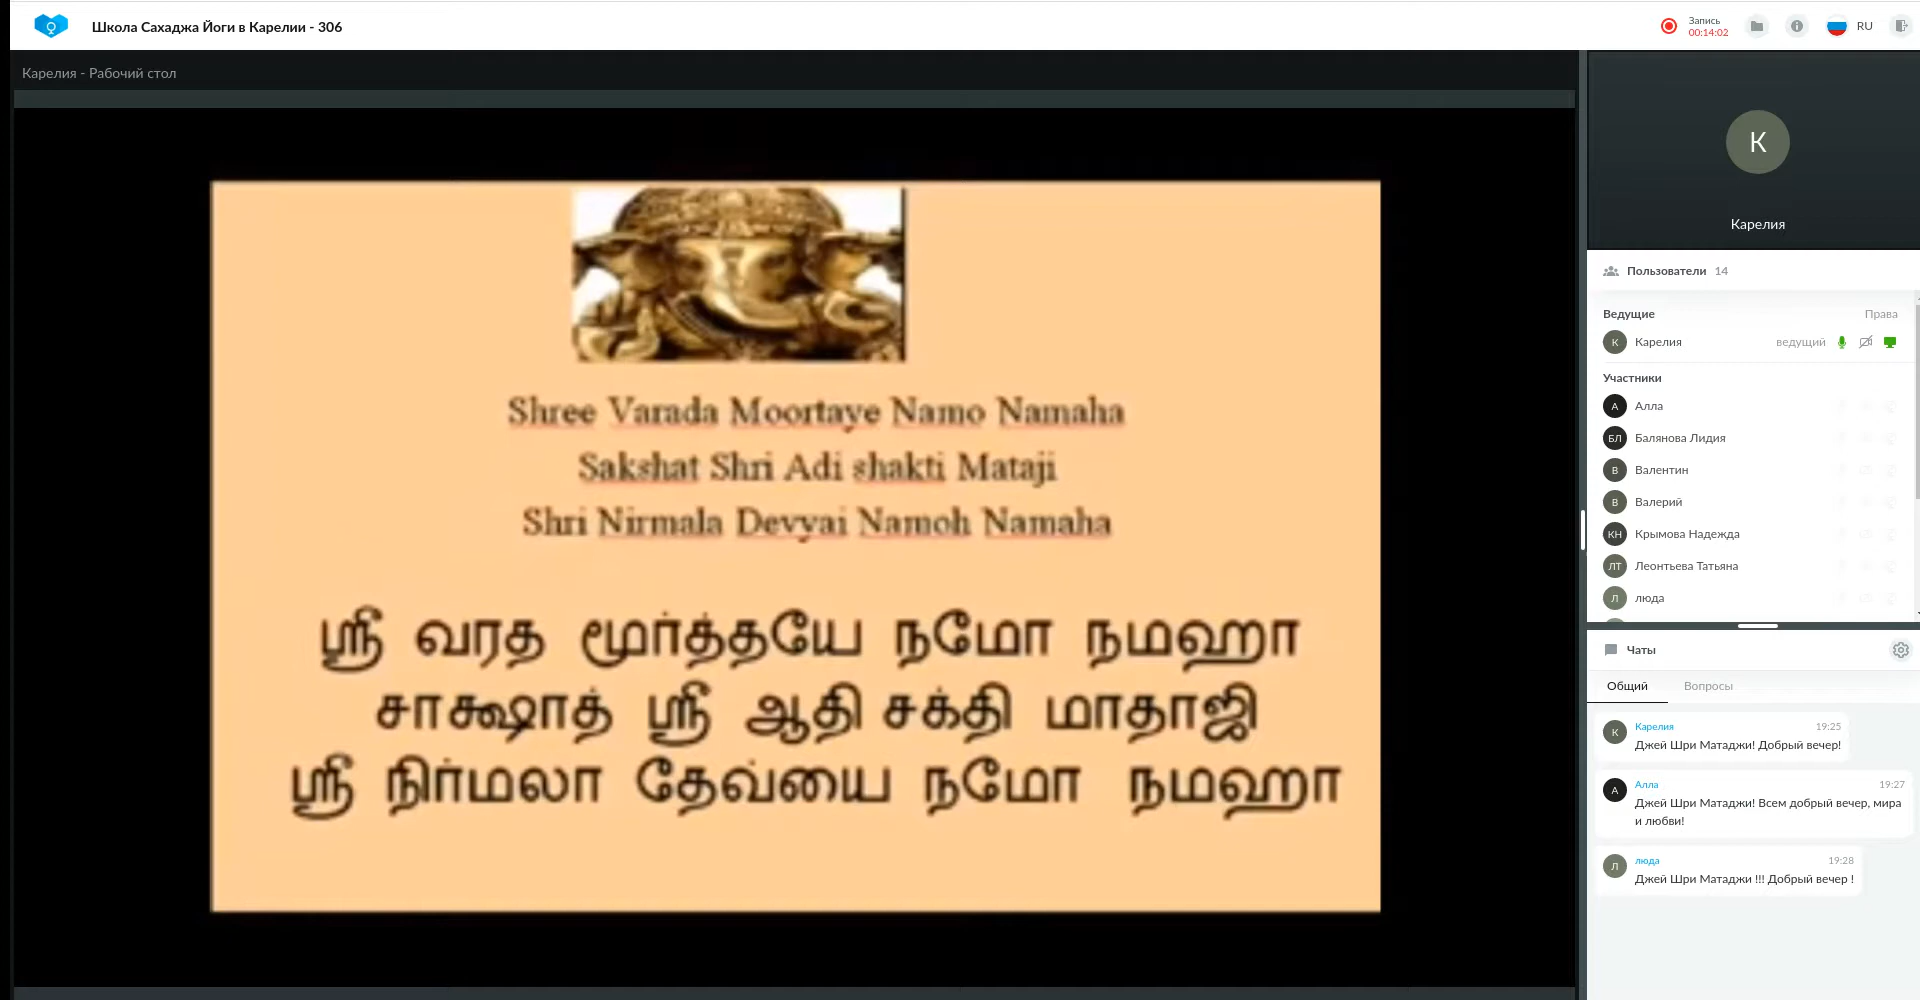 Школа Сахаджа Йоги в Карелии - 306
Запись
00:14:02
RU
Карелия - Рабочий стол
Shree Varada Moortaye Namo Namaha
Sakshat Shri Adi shakti Mataji
Shri Nirmala Devyai Namoh Namaha
ஸ்ரீ வரத மூர்த்தயே நமோ நமஹா
சாக்ஷாத் ஸ்ரீ ஆதி சக்தி மாதாஜி
ஸ்ரீ நிர்மலா தேவ்யை நமோ நமஹா
К
Карелия
Пользователи 14
Ведущие Права
К Карелия ведущий
Участники
А Алла
БЛ Балянова Лидия
В Валентин
В Валерий
КН Крымова Надежда
ЛТ Леонтьева Татьяна
Л люда
Чаты
Общий Вопросы
К Карелия 19:25
Джей Шри Матаджи! Добрый вечер!
А Алла 19:27
Джей Шри Матаджи! Всем добрый вечер, мира
и любви!
Л люда 19:28
Джей Шри Матаджи !!! Добрый вечер !